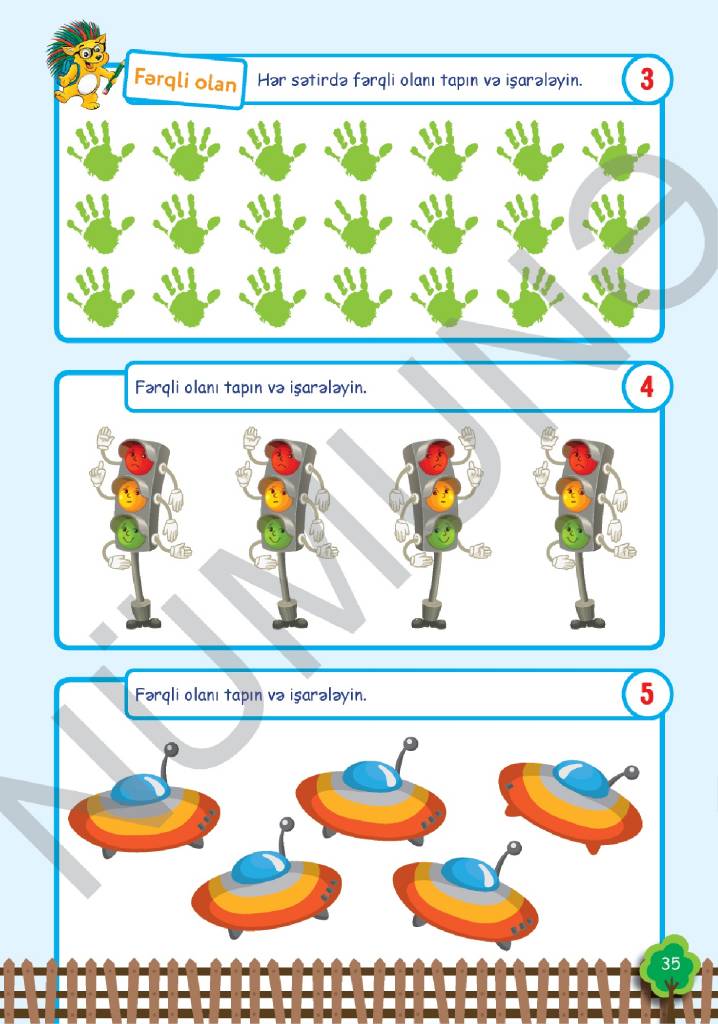 Fərqli olan
Hər sətirdə fərqli olanı tapın və işarələyin.
3
Fərqli olanı tapın və işarələyin.
4
Fərqli olanı tapın və işarələyin.
5
35
NÜMUNƏ